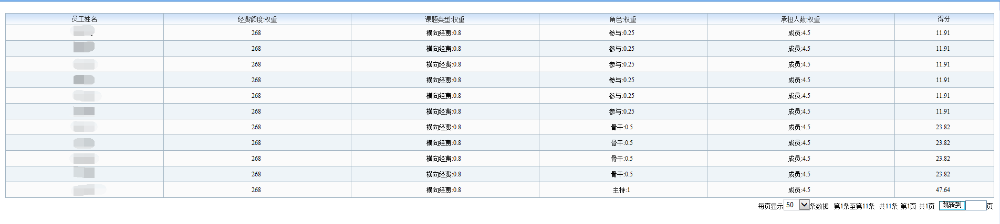 员工姓名 经费额度:权重 课题类型:权重 角色:权重 承担人数:权重 得分
268 横向经费:0.8 参与:0.25 成员:4.5 11.91
268 横向经费:0.8 参与:0.25 成员:4.5 11.91
268 横向经费:0.8 参与:0.25 成员:4.5 11.91
268 横向经费:0.8 参与:0.25 成员:4.5 11.91
268 横向经费:0.8 参与:0.25 成员:4.5 11.91
268 横向经费:0.8 参与:0.25 成员:4.5 11.91
268 横向经费:0.8 骨干:0.5 成员:4.5 23.82
268 横向经费:0.8 骨干:0.5 成员:4.5 23.82
268 横向经费:0.8 骨干:0.5 成员:4.5 23.82
268 横向经费:0.8 骨干:0.5 成员:4.5 23.82
268 横向经费:0.8 主持:1 成员:4.5 47.64
每页显示 50 条数据 第1条至第11条 共11条 第1页 共1页 跳转到 页